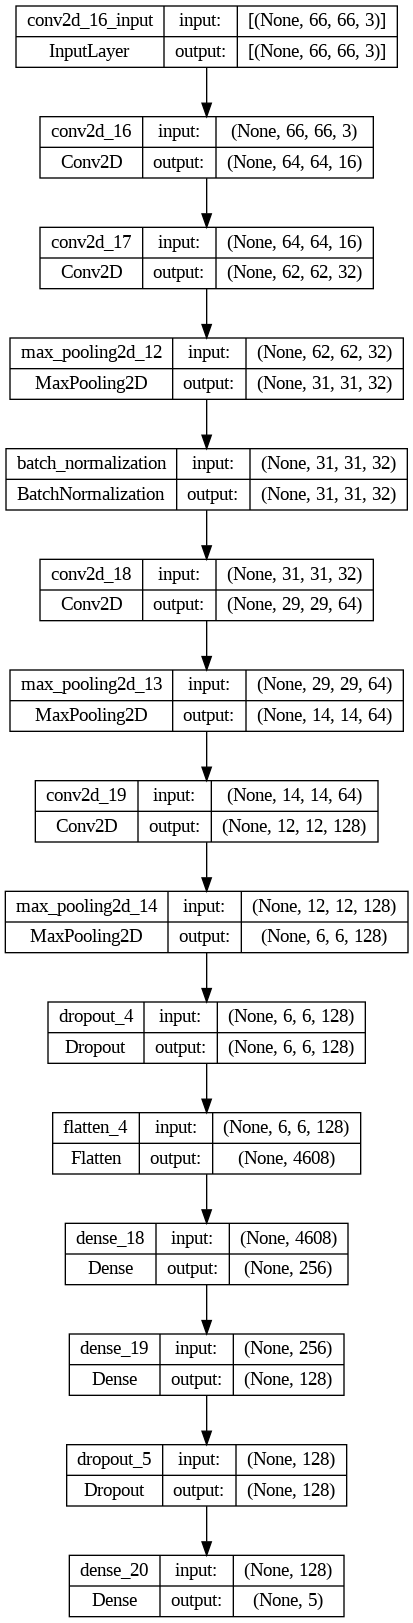 conv2d_16_input input: [(None, 66, 66, 3)]
InputLayer output: [(None, 66, 66, 3)]
conv2d_16 input: (None, 66, 66, 3)
Conv2D output: (None, 64, 64, 16)
conv2d_17 input: (None, 64, 64, 16)
Conv2D output: (None, 62, 62, 32)
max_pooling2d_12 input: (None, 62, 62, 32)
MaxPooling2D output: (None, 31, 31, 32)
batch_normalization input: (None, 31, 31, 32)
BatchNormalization output: (None, 31, 31, 32)
conv2d_18 input: (None, 31, 31, 32)
Conv2D output: (None, 29, 29, 64)
max_pooling2d_13 input: (None, 29, 29, 64)
MaxPooling2D output: (None, 14, 14, 64)
conv2d_19 input: (None, 14, 14, 64)
Conv2D output: (None, 12, 12, 128)
max_pooling2d_14 input: (None, 12, 12, 128)
MaxPooling2D output: (None, 6, 6, 128)
dropout_4 input: (None, 6, 6, 128)
Dropout output: (None, 6, 6, 128)
flatten_4 input: (None, 6, 6, 128)
Flatten output: (None, 4608)
dense_18 input: (None, 4608)
Dense output: (None, 256)
dense_19 input: (None, 256)
Dense output: (None, 128)
dropout_5 input: (None, 128)
Dropout output: (None, 128)
dense_20 input: (None, 128)
Dense output: (None, 5)